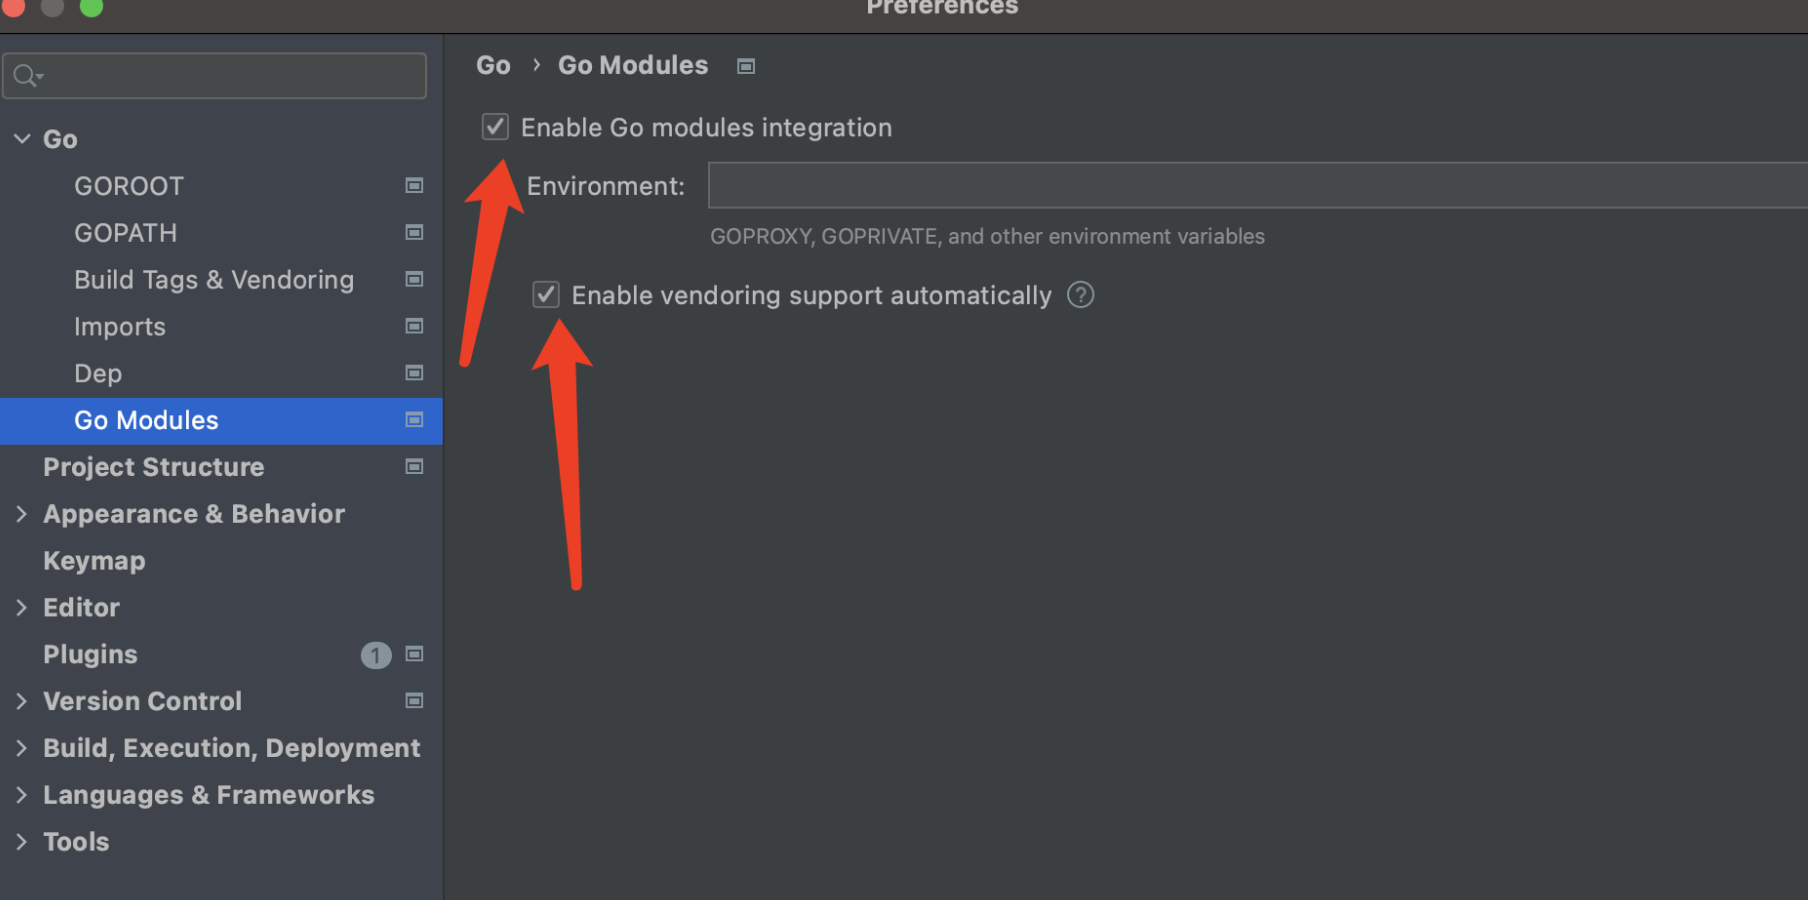 Preferences
Go › Go Modules
Enable Go modules integration
Environment:
GOPROXY, GOPRIVATE, and other environment variables
Enable vendoring support automatically ?
Go
GOROOT
GOPATH
Build Tags & Vendoring
Imports
Dep
Go Modules
Project Structure
Appearance & Behavior
Keymap
Editor
Plugins 1
Version Control
Build, Execution, Deployment
Languages & Frameworks
Tools